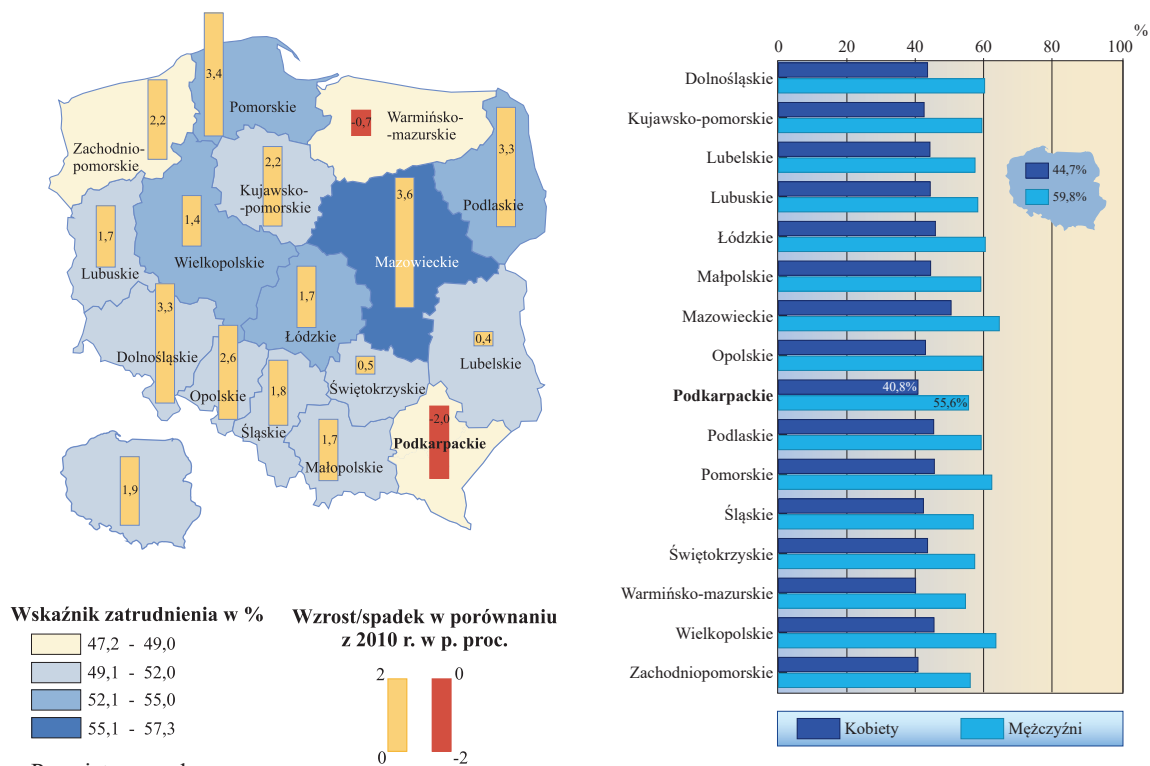 3,4
Pomorskie
2,2
Zachodnio-
pomorskie
-0,7
Warmińsko-
-mazurskie
3,3
Podlaskie
2,2
Kujawsko-
-pomorskie
3,6
Mazowieckie
1,4
Wielkopolskie
1,7
Lubuskie
1,7
Łódzkie
3,3
Dolnośląskie
2,6
Opolskie
1,8
Śląskie
0,5
Świętokrzyskie
0,4
Lubelskie
1,7
Małopolskie
-2,0
Podkarpackie
1,9
Wskaźnik zatrudnienia w %
47,2 - 49,0
49,1 - 52,0
52,1 - 55,0
55,1 - 57,3
Wzrost/spadek w porównaniu
z 2010 r. w p. proc.
2
0
0
-2
%
0 20 40 60 80 100
Dolnośląskie
Kujawsko-pomorskie
Lubelskie
Lubuskie
Łódzkie
Małpolskie
Mazowieckie
Opolskie
Podkarpackie
40,8%
55,6%
Podlaskie
Pomorskie
Śląskie
Świętokrzyskie
Warmińsko-mazurskie
Wielkopolskie
Zachodniopomorskie
44,7%
59,8%
Kobiety Mężczyźni